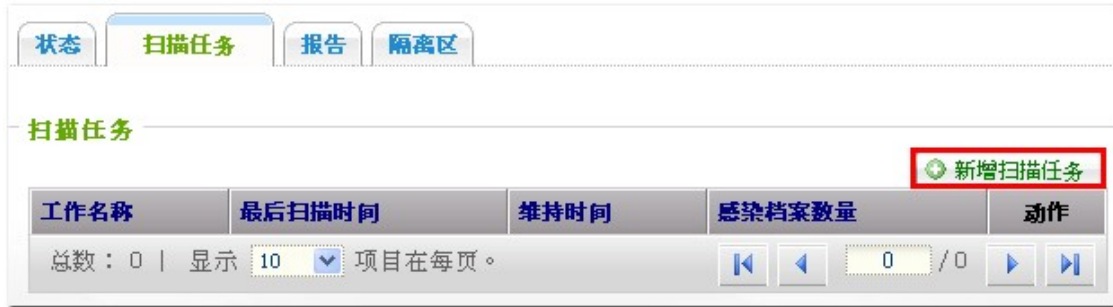 状态 扫描任务 报告 隔离区
扫描任务
新增扫描任务
工作名称 最后扫描时间 维持时间 感染档案数量 动作
总数：0 | 显示 10 项目在每页。 0 /0